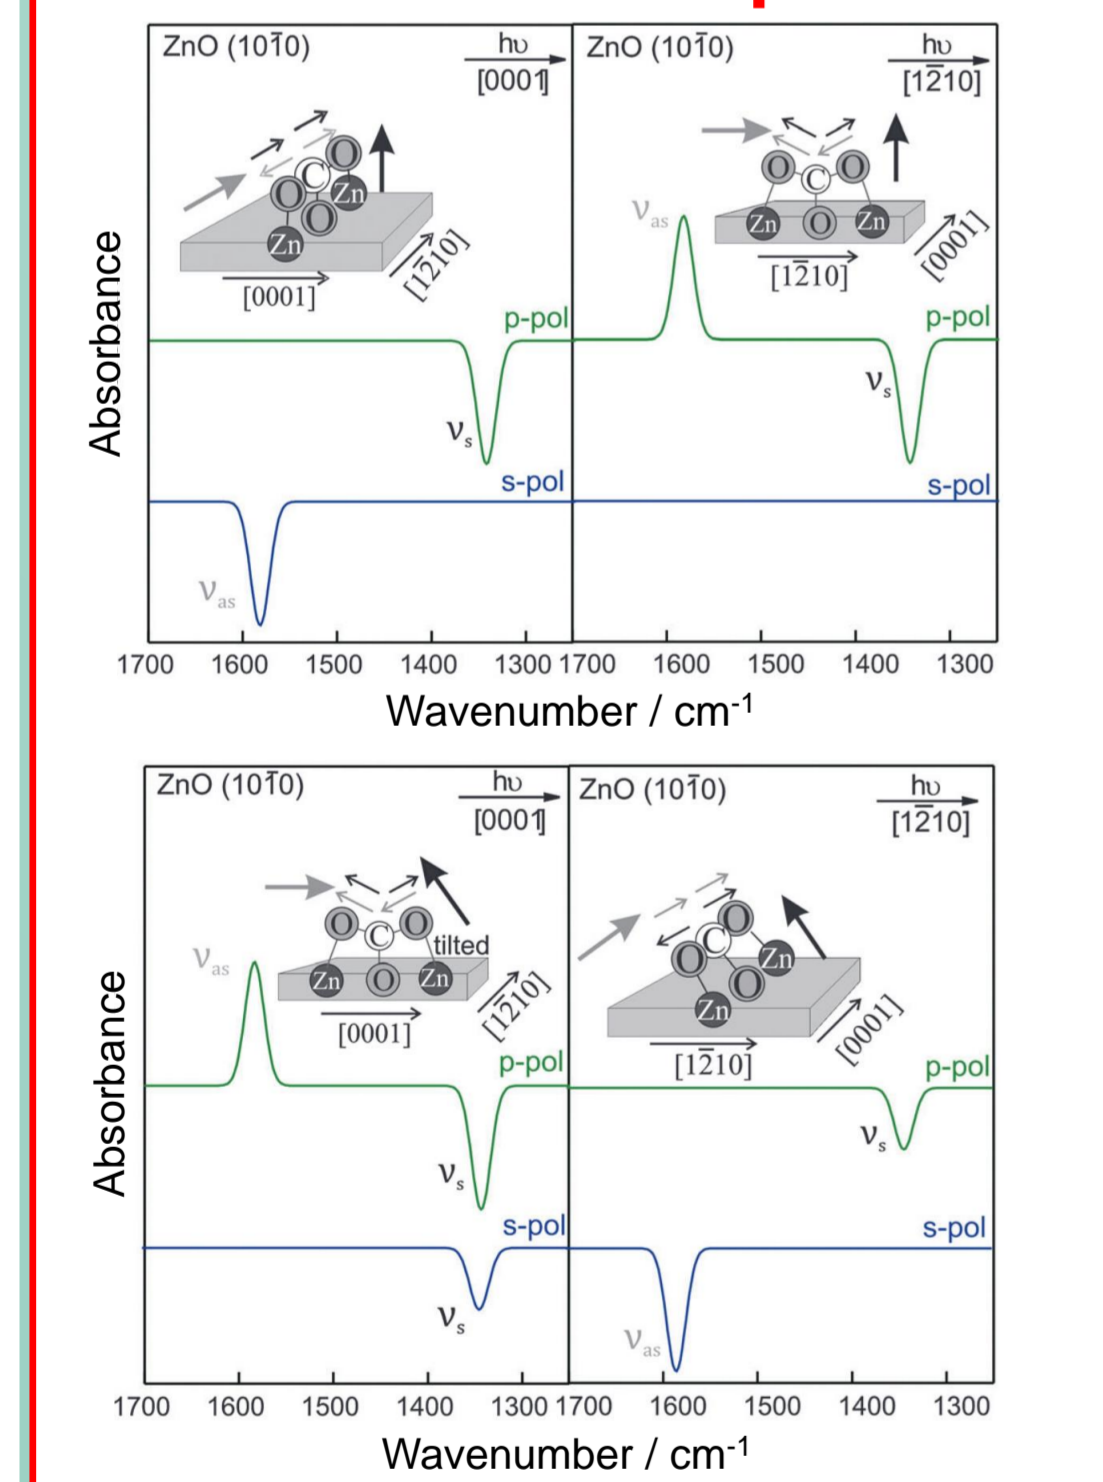 ZnO (101̅0)
hυ
[0001]
O
C
O
Zn
O
Zn
[0001]
[12̅10]
p-pol
νs
s-pol
νas
ZnO (101̅0)
hυ
[12̅10]
O
C
O
Zn
O
Zn
[12̅10]
[0001]
νas
p-pol
νs
s-pol
Absorbance
1700 1600 1500 1400 1300 1700 1600 1500 1400 1300
Wavenumber / cm-1
ZnO (101̅0)
hυ
[0001]
O
C
O
tilted
Zn
O
Zn
[0001]
[12̅10]
νas
p-pol
νs
s-pol
νs
ZnO (101̅0)
hυ
[12̅10]
O
C
O
Zn
O
Zn
[12̅10]
[0001]
p-pol
νs
s-pol
νas
Absorbance
1700 1600 1500 1400 1300 1700 1600 1500 1400 1300
Wavenumber / cm-1